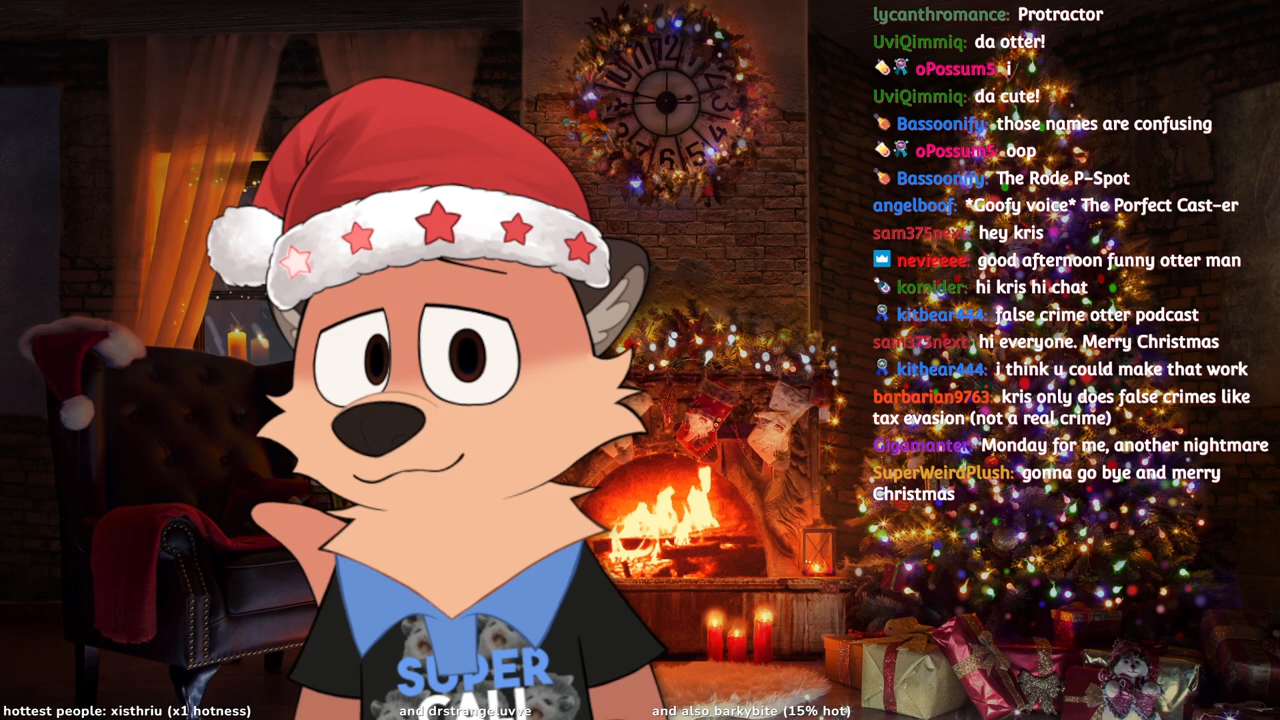 lycanthromance: Protractor
UviQimmiq: da otter!
oPossum5: i
UviQimmiq: da cute!
Bassoonify: those names are confusing
oPossum5: oop
Bassoonify: The Rode P-Spot
angelboof: *Goofy voice* The Porfect Cast-er
sam375next: hey kris
nevieeee: good afternoon funny otter man
komider: hi kris hi chat
kitbear444: false crime otter podcast
sam375next: hi everyone. Merry Christmas
kitbear444: i think u could make that work
barbarian9763: kris only does false crimes like
tax evasion (not a real crime)
Gigamanter: Monday for me, another nightmare
SuperWeirdPlush: gonna go bye and merry
Christmas
SUPER
hottest people: xisthriu (x1 hotness)
and drstrangeluvve
and also barkybite (15% hot)